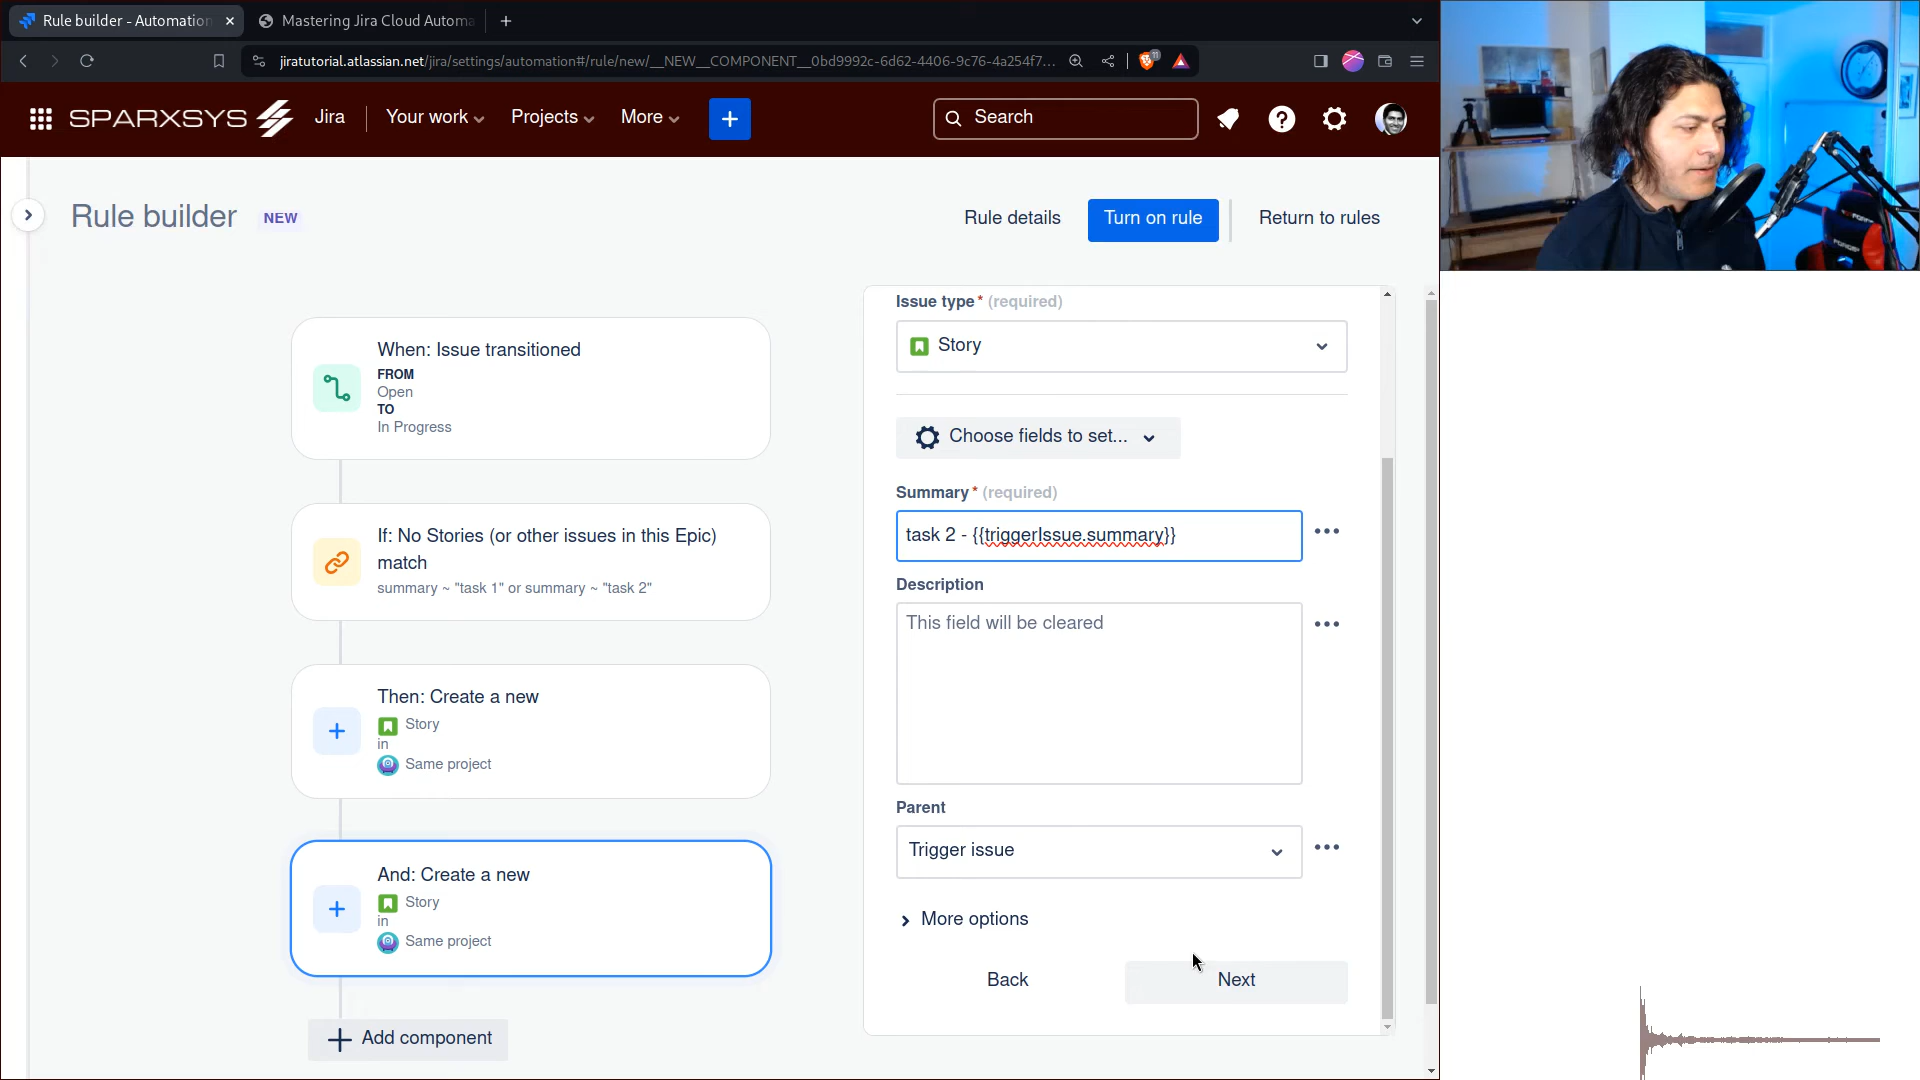 Rule builder - Automation
Mastering Jira Cloud Automa
jiratutorial.atlassian.net/jira/settings/automation#/rule/new/__NEW__COMPONENT__0bd9992c-6d62-4406-9c76-4a254f7...
11
SPARXSYS
Jira
Your work
Projects
More
Search
Rule builder
NEW
Rule details
Turn on rule
Return to rules
When: Issue transitioned
FROM
Open
TO
In Progress
If: No Stories (or other issues in this Epic)
match
summary ~ "task 1" or summary ~ "task 2"
Then: Create a new
Story
in
Same project
And: Create a new
Story
in
Same project
Add component
Issue type* (required)
Story
Choose fields to set...
Summary* (required)
task 2 - {{triggerIssue.summary}}
Description
This field will be cleared
Parent
Trigger issue
More options
Back
Next